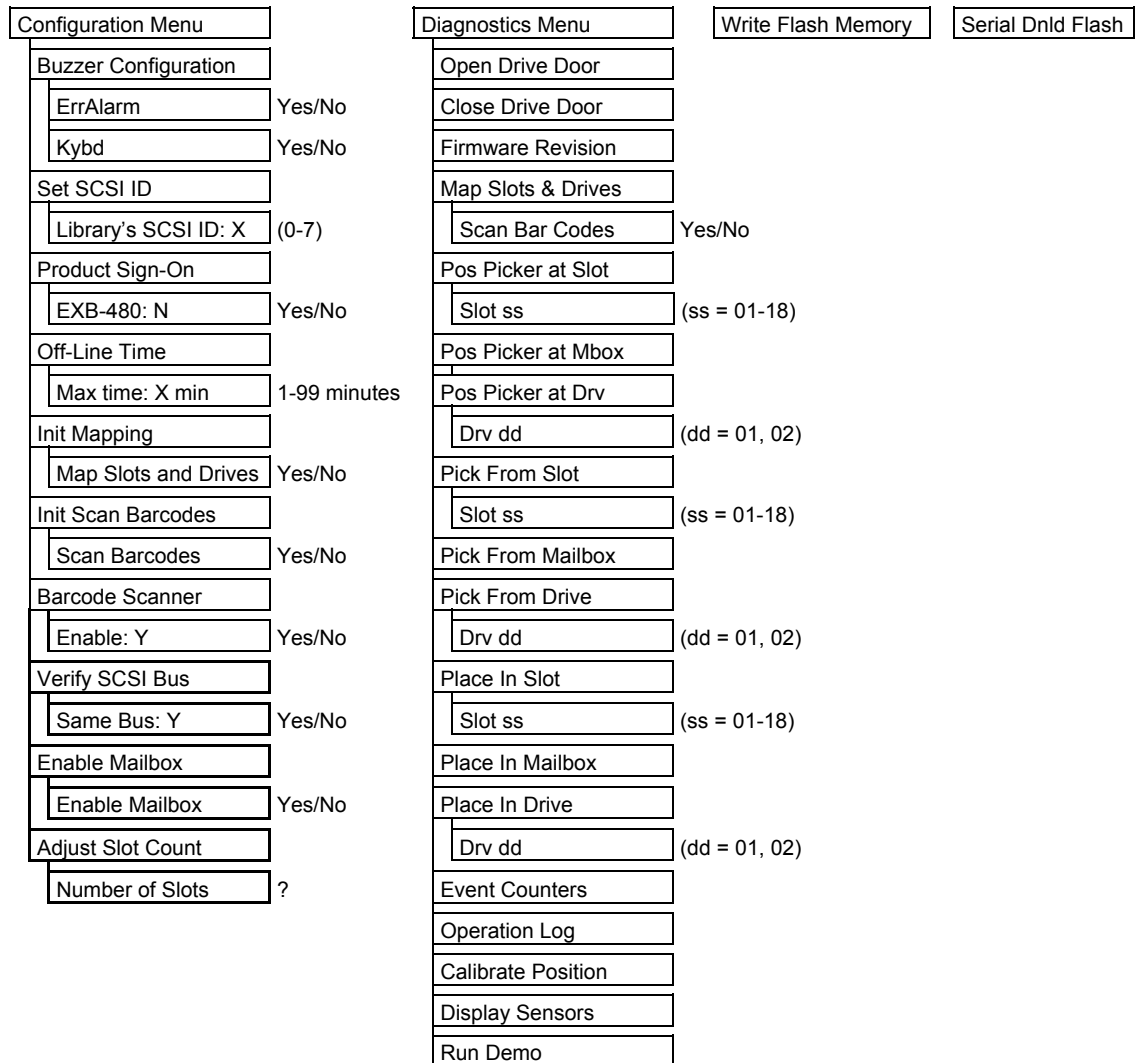 Configuration Menu
Buzzer Configuration
ErrAlarm Yes/No
Kybd Yes/No
Set SCSI ID
Library’s SCSI ID: X (0-7)
Product Sign-On
EXB-480: N Yes/No
Off-Line Time
Max time: X min 1-99 minutes
Init Mapping
Map Slots and Drives Yes/No
Init Scan Barcodes
Scan Barcodes Yes/No
Barcode Scanner
Enable: Y Yes/No
Verify SCSI Bus
Same Bus: Y Yes/No
Enable Mailbox
Enable Mailbox Yes/No
Adjust Slot Count
Number of Slots ?
Diagnostics Menu
Open Drive Door
Close Drive Door
Firmware Revision
Map Slots & Drives
Scan Bar Codes Yes/No
Pos Picker at Slot
Slot ss (ss = 01-18)
Pos Picker at Mbox
Pos Picker at Drv
Drv dd (dd = 01, 02)
Pick From Slot
Slot ss (ss = 01-18)
Pick From Mailbox
Pick From Drive
Drv dd (dd = 01, 02)
Place In Slot
Slot ss (ss = 01-18)
Place In Mailbox
Place In Drive
Drv dd (dd = 01, 02)
Event Counters
Operation Log
Calibrate Position
Display Sensors
Run Demo
Write Flash Memory
Serial Dnld Flash